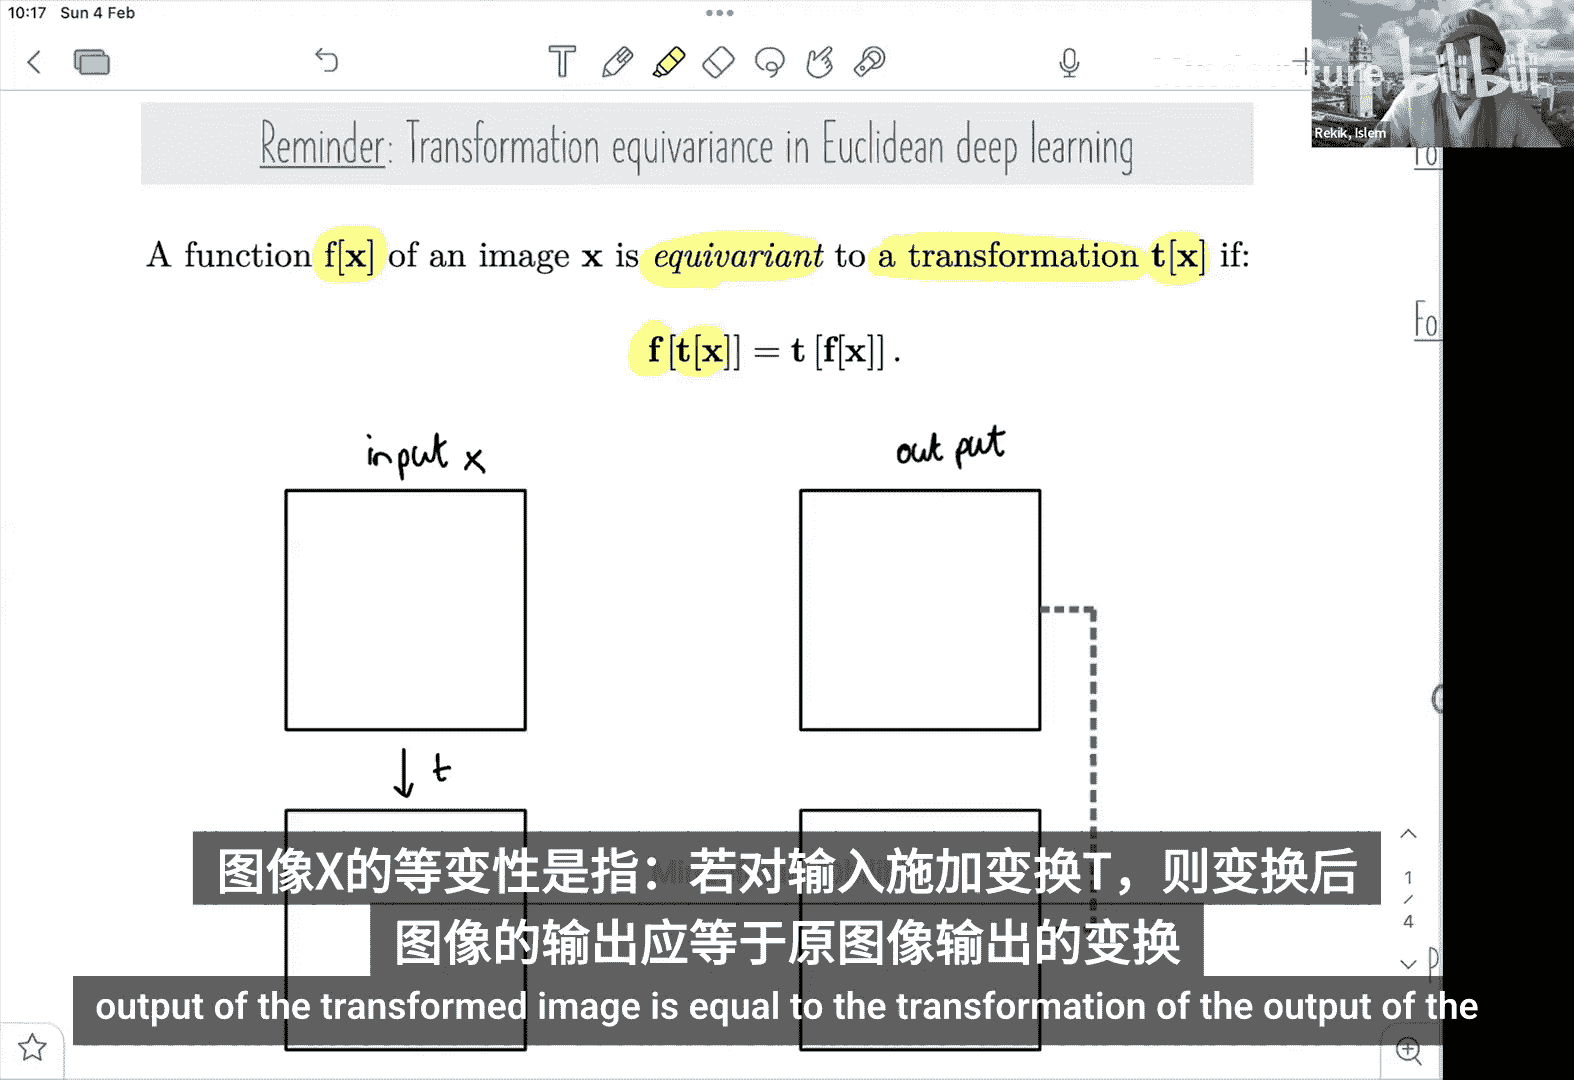 10:17 Sun 4 Feb
bilibili
Rekik, Islem
Reminder: Transformation equivariance in Euclidean deep learning
A function f[x] of an image x is equivariant to a transformation t[x] if:
f[t[x]] = t[f[x]].
Fo
input x
output
t
图像X的等变性是指：若对输入施加变换T，则变换后
图像的输出应等于原图像输出的变换
output of the transformed image is equal to the transformation of the output of the
1
/
4